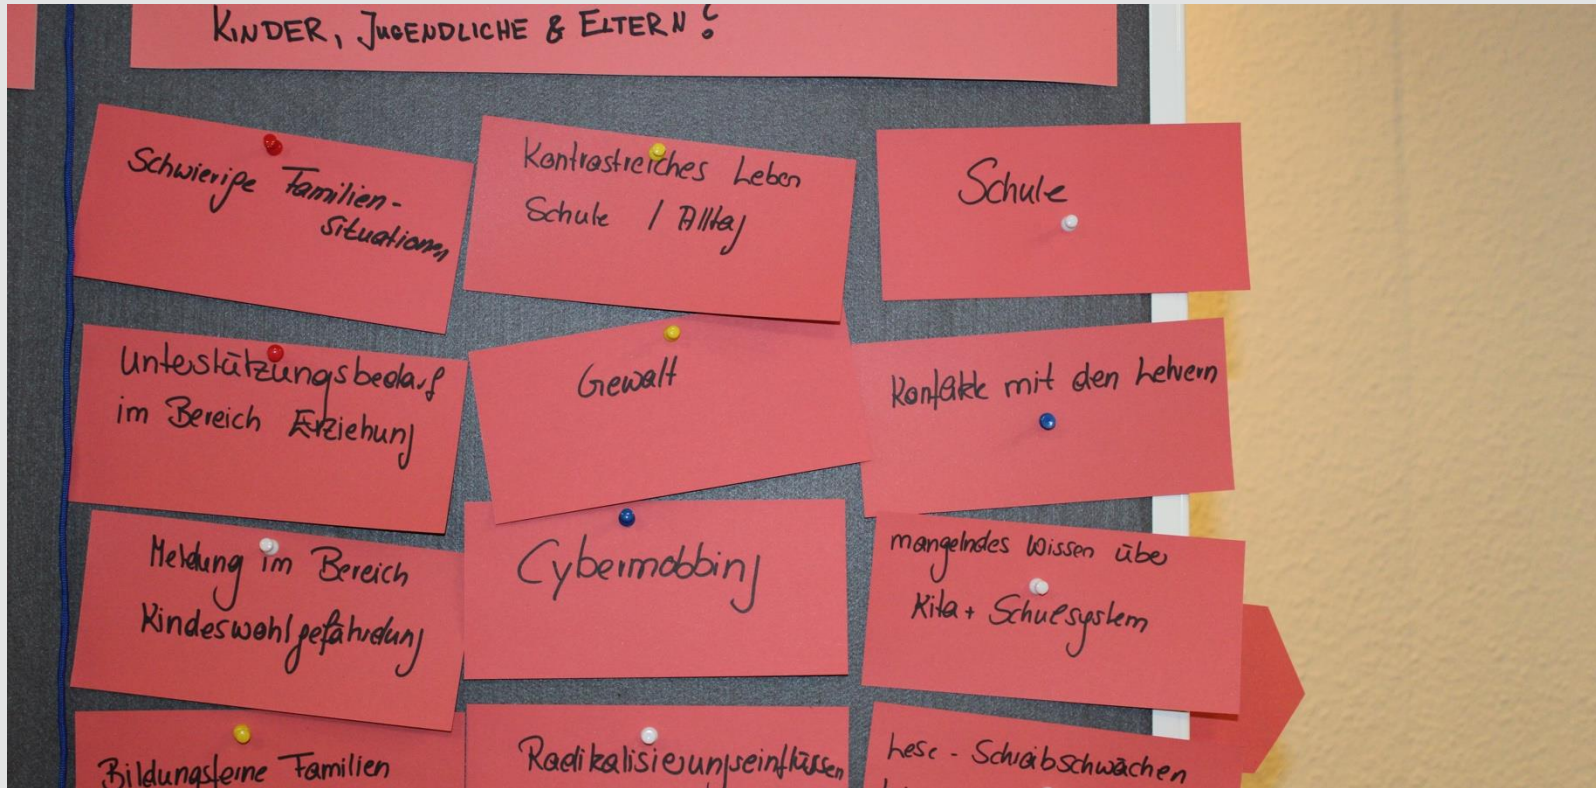 KINDER, JUGENDLICHE & ELTERN?
Schwierige Familien-
situationen
Kontrastreiches Leben
Schule / Alltag
Schule
Unterstützungsbedarf
im Bereich Erziehung
Gewalt
Kontakte mit den Lehrern
Meldung im Bereich
Kindeswohlgefährdung
Cybermobbing
mangelndes Wissen über
Kita + Schulsystem
Bildungsferne Familien
Radikalisierungseinflüssen
Lese - Schreibschwächen